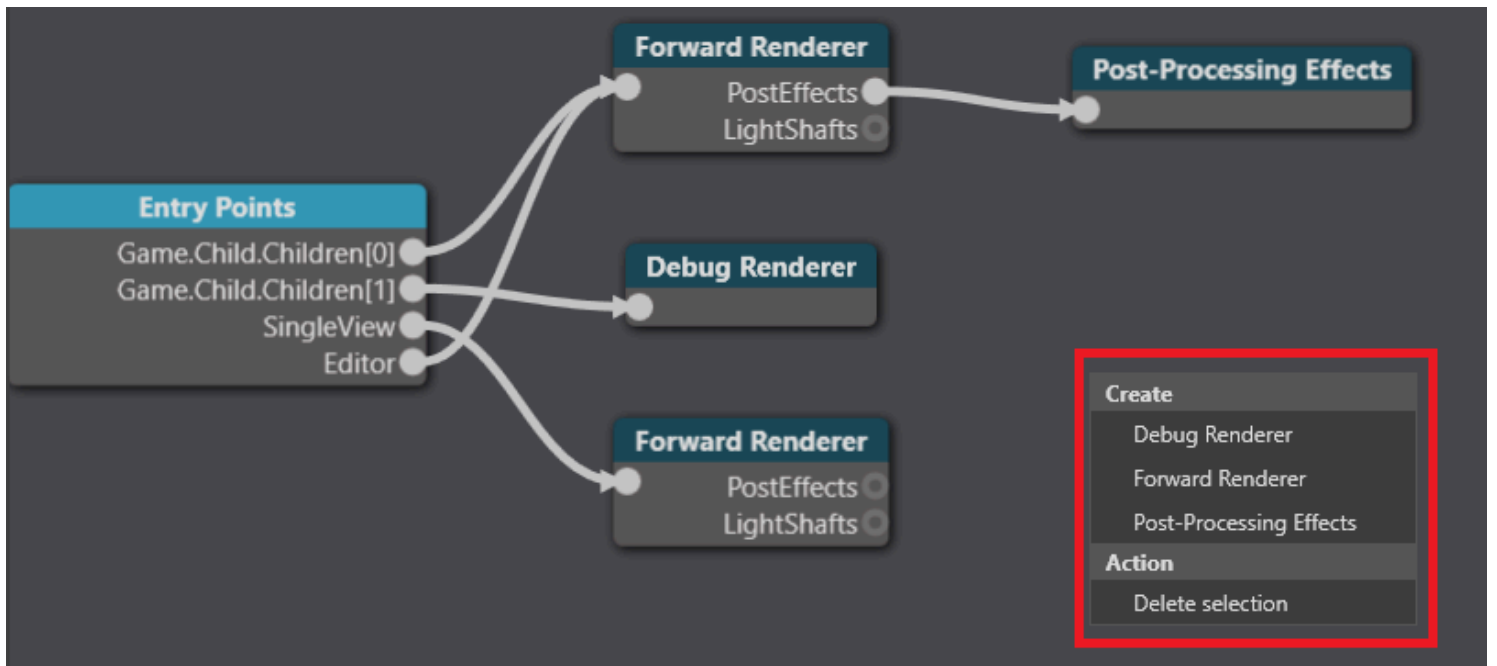 Forward Renderer
PostEffects
LightShafts
Post-Processing Effects
Entry Points
Game.Child.Children[0]
Game.Child.Children[1]
SingleView
Editor
Debug Renderer
Forward Renderer
PostEffects
LightShafts
Create
Debug Renderer
Forward Renderer
Post-Processing Effects
Action
Delete selection